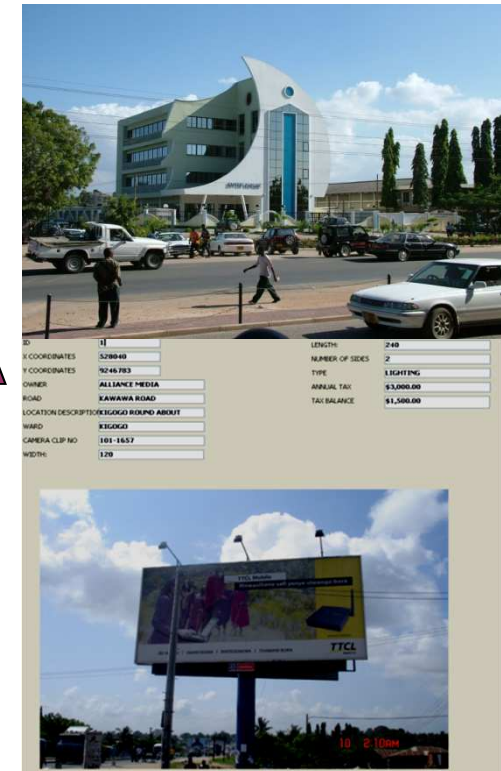 ID 1
X COORDINATES 528040
Y COORDINATES 9246783
OWNER ALLIANCE MEDIA
ROAD KAWAWA ROAD
LOCATION DESCRIPTION KIGOGO ROUND ABOUT
WARD KIGOGO
CAMERA CLIP NO 101-1657
WIDTH: 120
LENGTH: 240
NUMBER OF SIDES 2
TYPE LIGHTING
ANNUAL TAX $3,000.00
TAX BALANCE $1,500.00
TTCL Mobile
TTCL
10 2:10AM